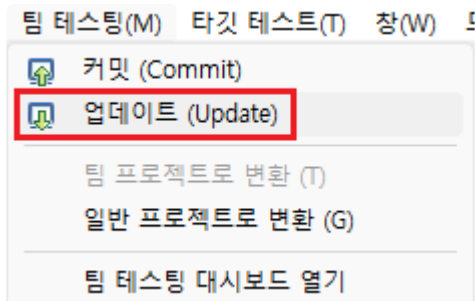 팀 테스팅(M) 타깃 테스트(T) 창(W)
커밋 (Commit)
업데이트 (Update)
팀 프로젝트로 변환 (T)
일반 프로젝트로 변환 (G)
팀 테스팅 대시보드 열기